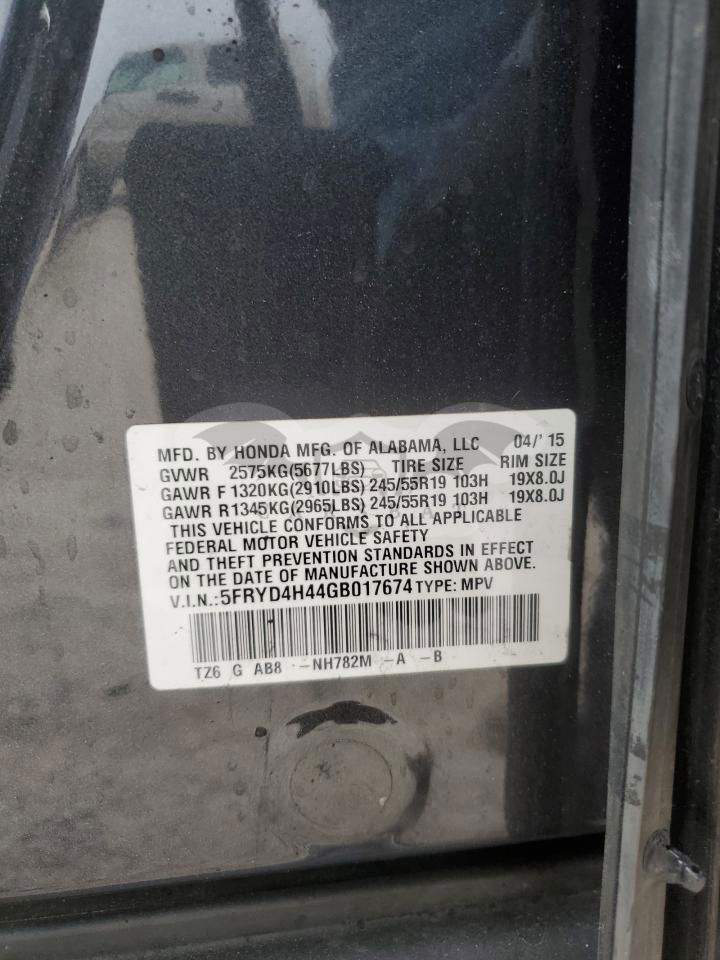 MFD. BY HONDA MFG. OF ALABAMA, LLC 04/'15
GVWR 2575KG(5677LBS) TIRE SIZE RIM SIZE
GAWR F 1320KG(2910LBS) 245/55R19 103H 19X8.0J
GAWR R 1345KG(2965LBS) 245/55R19 103H 19X8.0J
THIS VEHICLE CONFORMS TO ALL APPLICABLE
FEDERAL MOTOR VEHICLE SAFETY
AND THEFT PREVENTION STANDARDS IN EFFECT
ON THE DATE OF MANUFACTURE SHOWN ABOVE.
V.I.N.:5FRYD4H44GB017674 TYPE: MPV
TZ6 G AB8 -NH782M -A -B